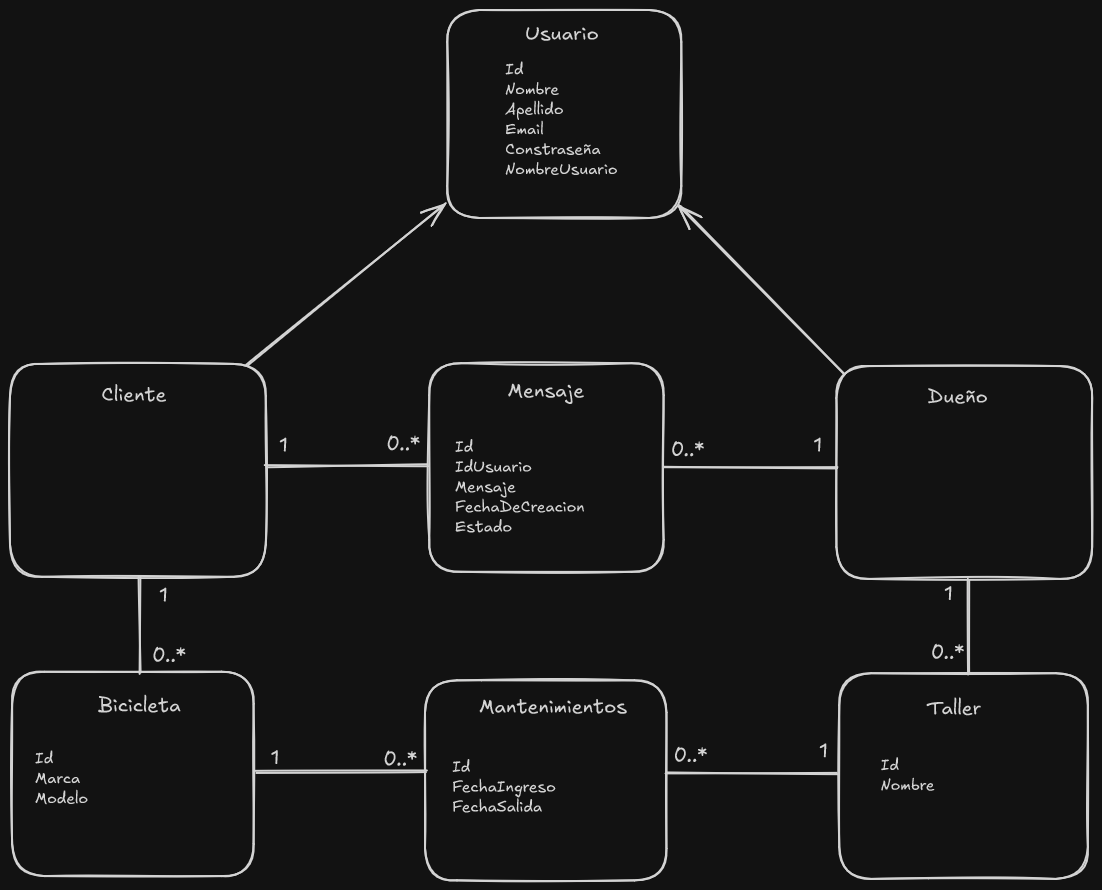 Usuario
Id
Nombre
Apellido
Email
Constraseña
NombreUsuario
Cliente
Mensaje
Id
IdUsuario
Mensaje
FechaDeCreacion
Estado
Dueño
1
0..*
0..*
1
1
0..*
1
0..*
Bicicleta
Id
Marca
Modelo
Mantenimientos
Id
FechaIngreso
FechaSalida
Taller
Id
Nombre
1
0..*
0..*
1